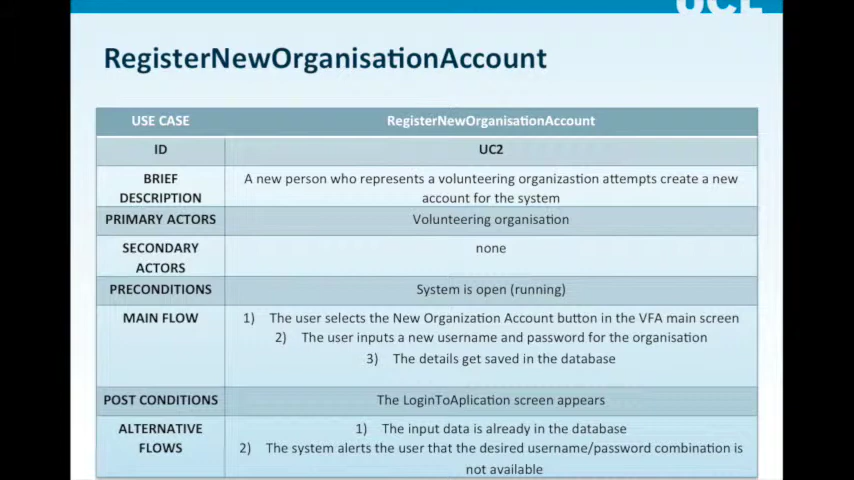 UCL
RegisterNewOrganisationAccount
USE CASE
RegisterNewOrganisationAccount
ID
UC2
BRIEF
DESCRIPTION
A new person who represents a volunteering organizastion attempts create a new
account for the system
PRIMARY ACTORS
Volunteering organisation
SECONDARY
ACTORS
none
PRECONDITIONS
System is open (running)
MAIN FLOW
1) The user selects the New Organization Account button in the VFA main screen
2) The user inputs a new username and password for the organisation
3) The details get saved in the database
POST CONDITIONS
The LoginToAplication screen appears
ALTERNATIVE
FLOWS
1) The input data is already in the database
2) The system alerts the user that the desired username/password combination is
not available